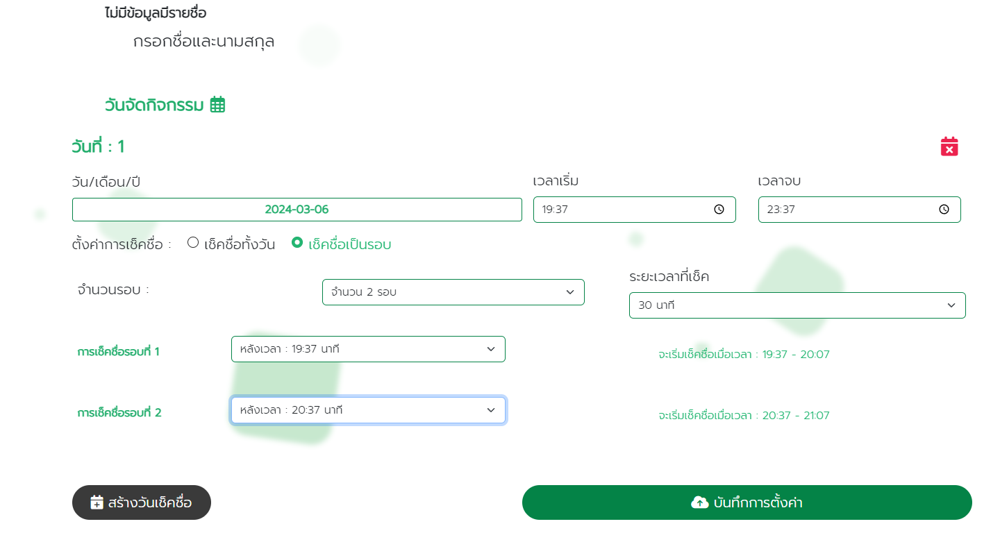 ไม่มีข้อมูลมีรายชื่อ
กรอกชื่อและนามสกุล
วันจัดกิจกรรม
วันที่ : 1
วัน/เดือน/ปี
เวลาเริ่ม
เวลาจบ
2024-03-06
19:37
23:37
ตั้งค่าการเช็คชื่อ : เช็คชื่อทั้งวัน เช็คชื่อเป็นรอบ
จำนวนรอบ :
จำนวน 2 รอบ
ระยะเวลาที่เช็ค
30 นาที
การเช็คชื่อรอบที่ 1
หลังเวลา : 19:37 นาที
จะเริ่มเช็คชื่อเมื่อเวลา : 19:37 - 20:07
การเช็คชื่อรอบที่ 2
หลังเวลา : 20:37 นาที
จะเริ่มเช็คชื่อเมื่อเวลา : 20:37 - 21:07
สร้างวันเช็คชื่อ
บันทึกการตั้งค่า